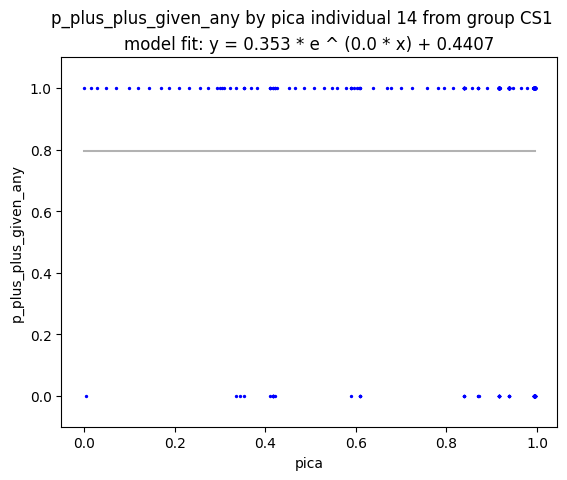 p_plus_plus_given_any by pica individual 14 from group CS1
model fit: y = 0.353 * e ^ (0.0 * x) + 0.4407
p_plus_plus_given_any
1.0
0.8
0.6
0.4
0.2
0.0
0.0 0.2 0.4 0.6 0.8 1.0
pica